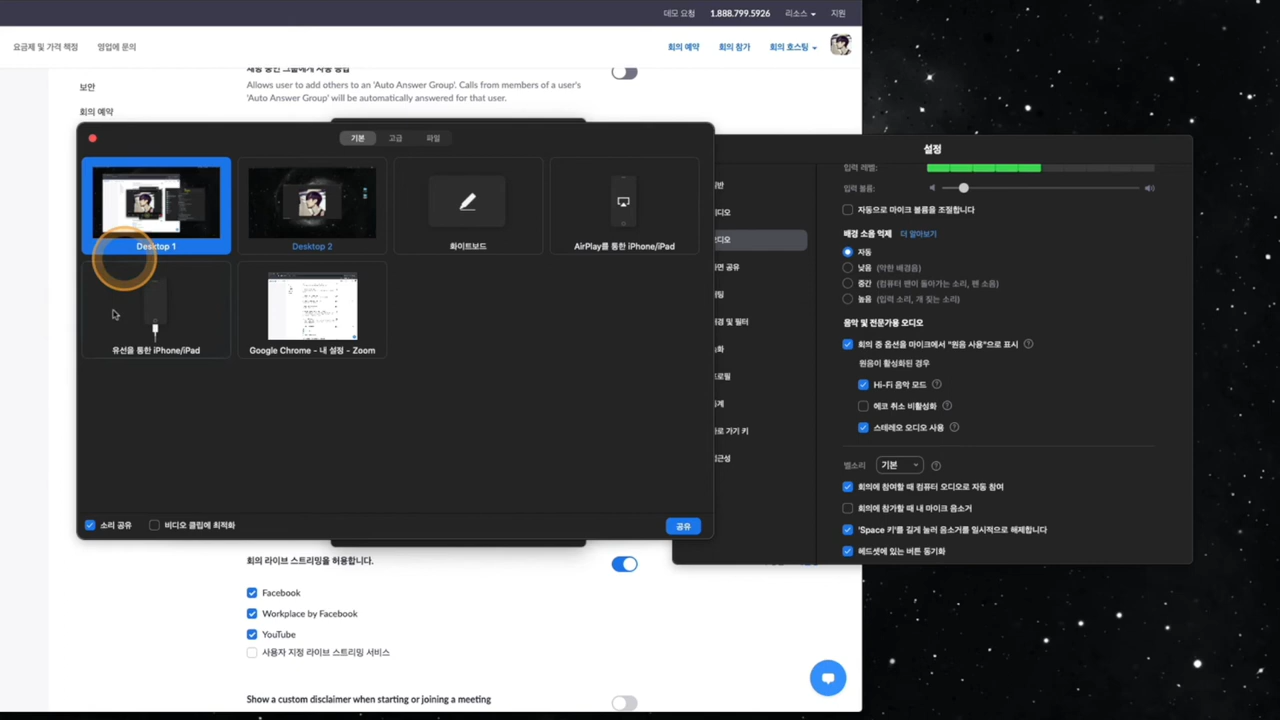 데모 요청 1.888.799.5926 리소스 지원
요금제 및 가격 책정 영업에 문의 회의 예약 회의 참가 회의 호스팅
보안
회의 예약
Allows user to add others to an 'Auto Answer Group'. Calls from members of a user's
'Auto Answer Group' will be automatically answered for that user.
기본 고급 파일
Desktop 1
Desktop 2
화이트보드
AirPlay를 통한 iPhone/iPad
유선을 통한 iPhone/iPad
Google Chrome - 내 설정 - Zoom
소리 공유 비디오 클립에 최적화 공유
설정
화면 공유
배경 및 필터
바로 가기 키
입력 레벨:
입력 볼륨:
자동으로 마이크 볼륨을 조절합니다
배경 소음 억제 더 알아보기
자동
낮음 (약한 배경음)
중간 (컴퓨터 팬이 돌아가는 소리, 펜 소음)
높음 (입력 소리, 개 짖는 소리)
음악 및 전문가용 오디오
회의 중 옵션을 마이크에서 "원음 사용"으로 표시
원음이 활성화된 경우
Hi-Fi 음악 모드
에코 취소 비활성화
스테레오 오디오 사용
벨소리 기본
회의에 참여할 때 컴퓨터 오디오로 자동 참여
회의에 참가할 때 내 마이크 음소거
'Space 키'를 길게 눌러 음소거를 일시적으로 해제합니다
헤드셋에 있는 버튼 동기화
회의 라이브 스트리밍을 허용합니다.
Facebook
Workplace by Facebook
YouTube
사용자 지정 라이브 스트리밍 서비스
Show a custom disclaimer when starting or joining a meeting